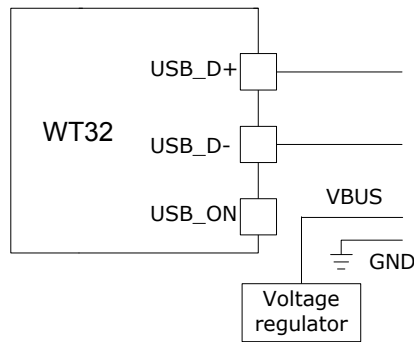 USB_D+
WT32
USB_D-
USB_ON
VBUS
GND
Voltage
regulator